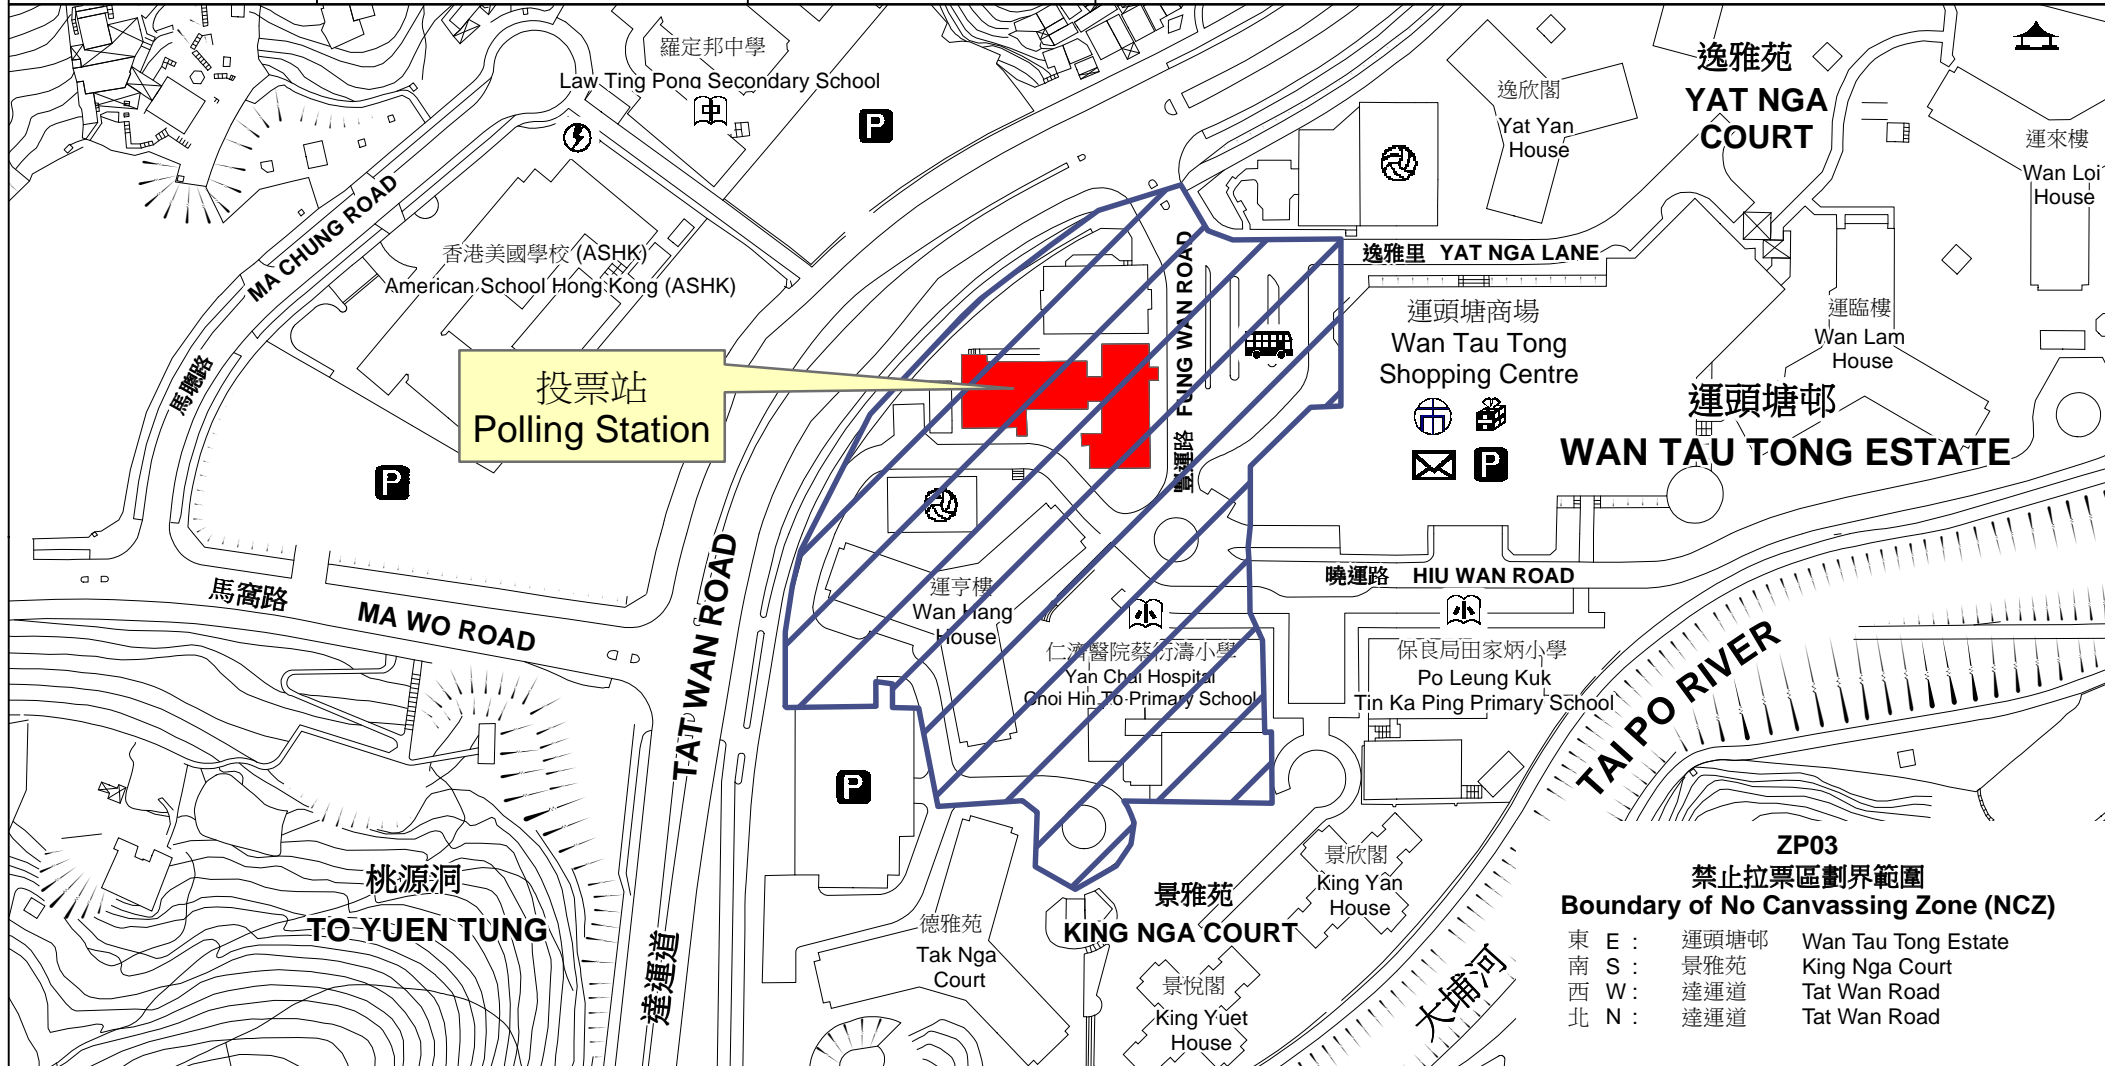 羅定邦中學
Law Ting Pong Secondary School
中
P
逸欣閣
Yat Yan
House
逸雅苑
YAT NGA
COURT
運來樓
Wan Loi
House
MA CHUNG ROAD
馬聰路
香港美國學校 (ASHK)
American School Hong Kong (ASHK)
FUNG WAN ROAD
豐運路
逸雅里 YAT NGA LANE
運頭塘商場
Wan Tau Tong
Shopping Centre
市
P
運臨樓
Wan Lam
House
運頭塘邨
WAN TAU TONG ESTATE
投票站
Polling Station
P
馬窩路
MA WO ROAD
TAT WAN ROAD
達運道
運亨樓
Wan Hang
House
曉運路 HIU WAN ROAD
小
仁濟醫院蔡衍濤小學
Yan Chai Hospital
Choi Hin To Primary School
小
保良局田家炳小學
Po Leung Kuk
Tin Ka Ping Primary School
TAI PO RIVER
大埔河
P
桃源洞
TO YUEN TUNG
德雅苑
Tak Nga
Court
景雅苑
KING NGA COURT
景欣閣
King Yan
House
景悅閣
King Yuet
House
ZP03
禁止拉票區劃界範圍
Boundary of No Canvassing Zone (NCZ)
東 E : 運頭塘邨 Wan Tau Tong Estate
南 S : 景雅苑 King Nga Court
西 W : 達運道 Tat Wan Road
北 N : 達運道 Tat Wan Road